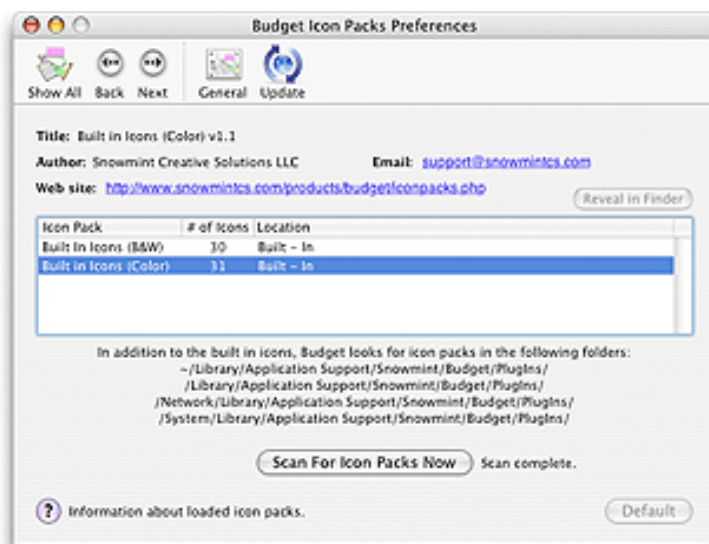 Budget Icon Packs Preferences
Show All Back Next General Update
Title: Built in Icons (Color) v1.1
Author: Snowmint Creative Solutions LLC Email: support@snowmintcs.com
Web site: http://www.snowmintcs.com/products/budget/iconpacks.php
Reveal in Finder
Icon Pack # of Icons Location
Built In Icons (B&W) 30 Built - In
Built in Icons (Color) 31 Built - In
In addition to the built in icons, Budget looks for icon packs in the following folders:
~/Library/Application Support/Snowmint/Budget/PlugIns/
/Library/Application Support/Snowmint/Budget/PlugIns/
/Network/Library/Application Support/Snowmint/Budget/PlugIns/
/System/Library/Application Support/Snowmint/Budget/PlugIns/
Scan For Icon Packs Now Scan complete.
? Information about loaded icon packs. Default